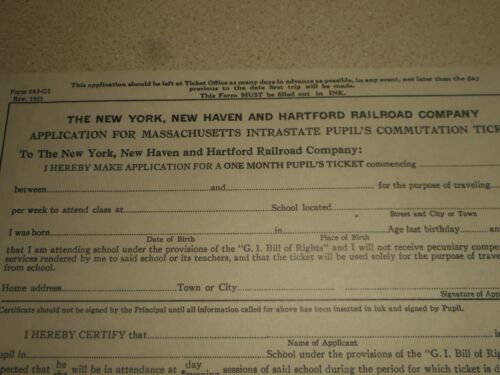 Form 883-GI
Rev. 1952
This application should be left at Ticket Office as many days in advance as possible, in any event, not later than the day
previous to the date first trip will be made.
This Form MUST be filled out in INK.
THE NEW YORK, NEW HAVEN AND HARTFORD RAILROAD COMPANY
APPLICATION FOR MASSACHUSETTS INTRASTATE PUPIL'S COMMUTATION TICK
To The New York, New Haven and Hartford Railroad Company:
I HEREBY MAKE APPLICATION FOR A ONE MONTH PUPIL'S TICKET commencing
between and for the purpose of traveling
per week to attend class at School located
Street and City or Town
I was born in Age last birthday an
Date of Birth Place of Birth
that I am attending school under the provisions of the "G. I. Bill of Rights" and I will not receive pecuniary compe
services rendered by me to said school or its teachers, and that the ticket will be used solely for the purpose of trave
from school.
Home address Town or City
Signature of Ap
Certificate should not be signed by the Principal until all information called for above has been inserted in ink and signed by Pupil.
I HEREBY CERTIFY that i
Name of Applicant
upil in School under the provisions of the "G. I. Bill of Rig
pected that he will be in attendance at day sessions of said school during the period for which ticket is d
she evening